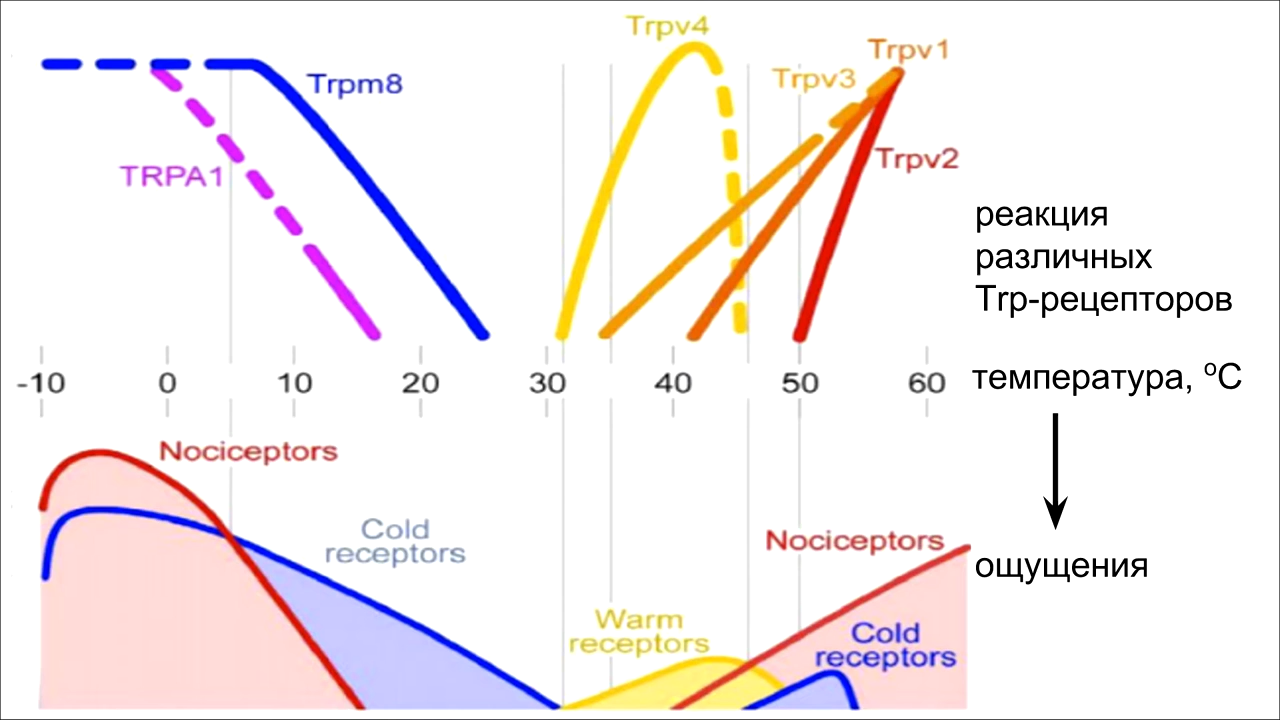 Trpv4
Trpv1
Trpv3
Trpm8
Trpv2
TRPA1
реакция
различных
Trp-рецепторов
-10 0 10 20 30 40 50 60
температура, ºC
Nociceptors
Cold
receptors
Nociceptors
ощущения
Warm
receptors
Cold
receptors